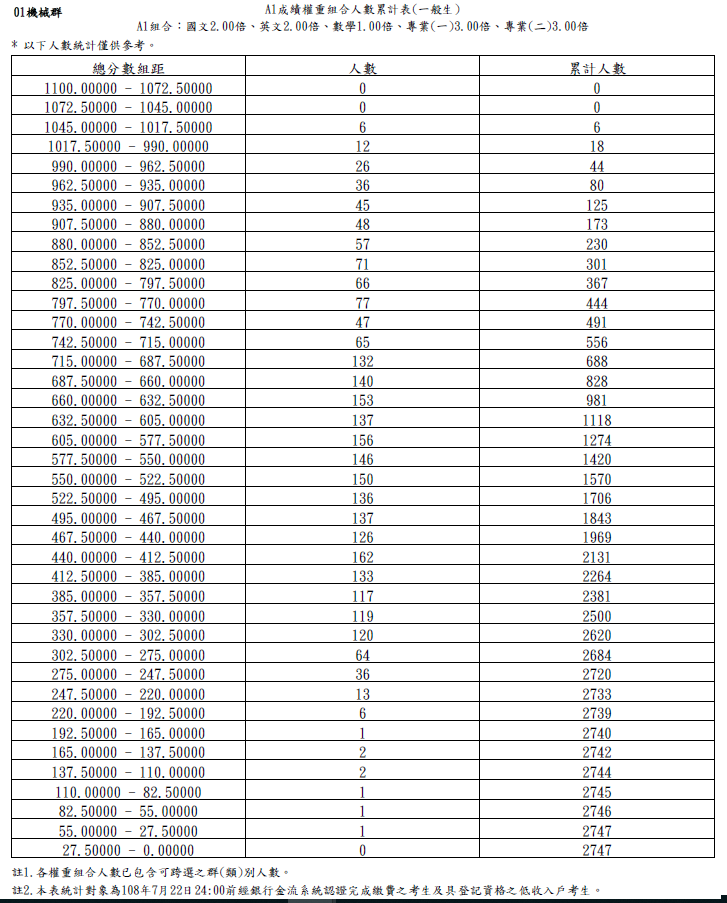 01機械群
A1成績權重組合人數累計表(一般生)
A1組合：國文2.00倍、英文2.00倍、數學1.00倍、專業(一)3.00倍、專業(二)3.00倍
* 以下人數統計僅供參考。
總分數組距 人數 累計人數
1100.00000 - 1072.50000 0 0
1072.50000 - 1045.00000 0 0
1045.00000 - 1017.50000 6 6
1017.50000 - 990.00000 12 18
990.00000 - 962.50000 26 44
962.50000 - 935.00000 36 80
935.00000 - 907.50000 45 125
907.50000 - 880.00000 48 173
880.00000 - 852.50000 57 230
852.50000 - 825.00000 71 301
825.00000 - 797.50000 66 367
797.50000 - 770.00000 77 444
770.00000 - 742.50000 47 491
742.50000 - 715.00000 65 556
715.00000 - 687.50000 132 688
687.50000 - 660.00000 140 828
660.00000 - 632.50000 153 981
632.50000 - 605.00000 137 1118
605.00000 - 577.50000 156 1274
577.50000 - 550.00000 146 1420
550.00000 - 522.50000 150 1570
522.50000 - 495.00000 136 1706
495.00000 - 467.50000 137 1843
467.50000 - 440.00000 126 1969
440.00000 - 412.50000 162 2131
412.50000 - 385.00000 133 2264
385.00000 - 357.50000 117 2381
357.50000 - 330.00000 119 2500
330.00000 - 302.50000 120 2620
302.50000 - 275.00000 64 2684
275.00000 - 247.50000 36 2720
247.50000 - 220.00000 13 2733
220.00000 - 192.50000 6 2739
192.50000 - 165.00000 1 2740
165.00000 - 137.50000 2 2742
137.50000 - 110.00000 2 2744
110.00000 - 82.50000 1 2745
82.50000 - 55.00000 1 2746
55.00000 - 27.50000 1 2747
27.50000 - 0.00000 0 2747
註1.各權重組合人數已包含可跨選之群(類)別人數。
註2.本表統計對象為108年7月22日24:00前經銀行金流系統認證完成繳費之考生及具登記資格之低收入戶考生。